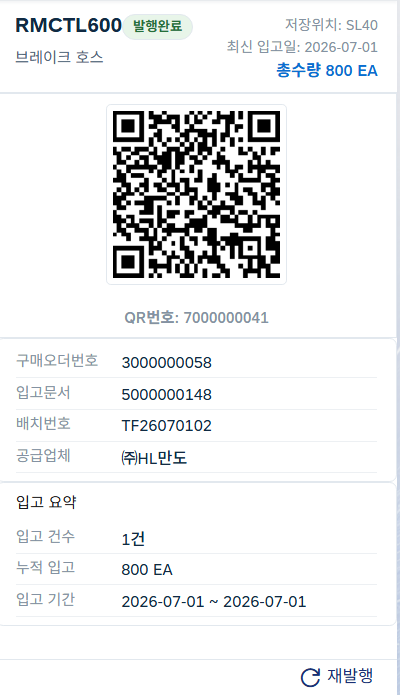 RMCTL600 발행완료
브레이크 호스
저장위치: SL40
최신 입고일: 2026-07-01
총수량 800 EA
QR번호: 7000000041
구매오더번호 3000000058
입고문서 5000000148
배치번호 TF26070102
공급업체 ㈜HL만도
입고 요약
입고 건수 1건
누적 입고 800 EA
입고 기간 2026-07-01 ~ 2026-07-01
재발행